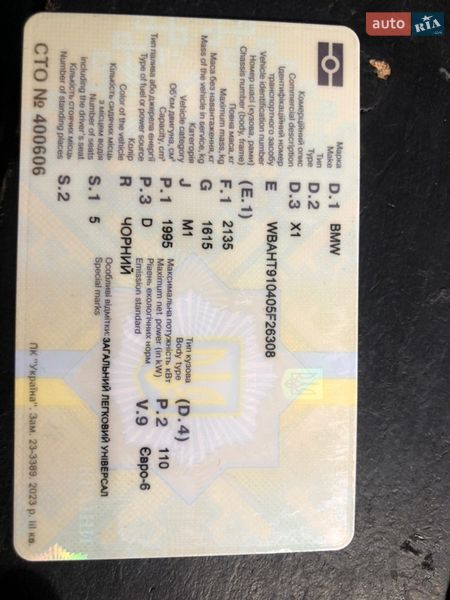 auto RIA.com
Марка
Make
D.1 BMW
Тип
Type
D.2
Комерційний опис
Commercial description
D.3 X1
Ідентифікаційний номер
транспортного засобу
Vehicle identification number
E WBAHT910405F26308
Номер шасі (кузова, рами)
Chassis number (body, frame)
(E.1)
Повна маса, кг
Maximum mass, kg
F.1 2135
Маса без навантаження, кг
Mass of the vehicle in service, kg
G 1615
Категорія
Vehicle category
J M1
Тип кузова
Body type
(D.4)
Об'єм двигуна, см³
Capacity, cm³
P.1 1995
Максимальна потужність кВт
Maximum net power (in kW)
P.2 110
Тип палива або джерела енергії
Type of fuel or power source
P.3 D
Рівень екологічних норм
Emission standard
V.9 Євро-6
Колір
Color of the vehicle
R ЧОРНИЙ
Кількість сидячих місць
з місцем водія
Number of seats
including the driver's seat
S.1 5
Особливі відмітки: ЗАГАЛЬНИЙ ЛЕГКОВИЙ УНІВЕРСАЛ
Special marks
Кількість стоячих місць
Number of standing places
S.2
СТО № 400606
ПК "Україна". Зам. 23-3389. 2023 р. III кв.